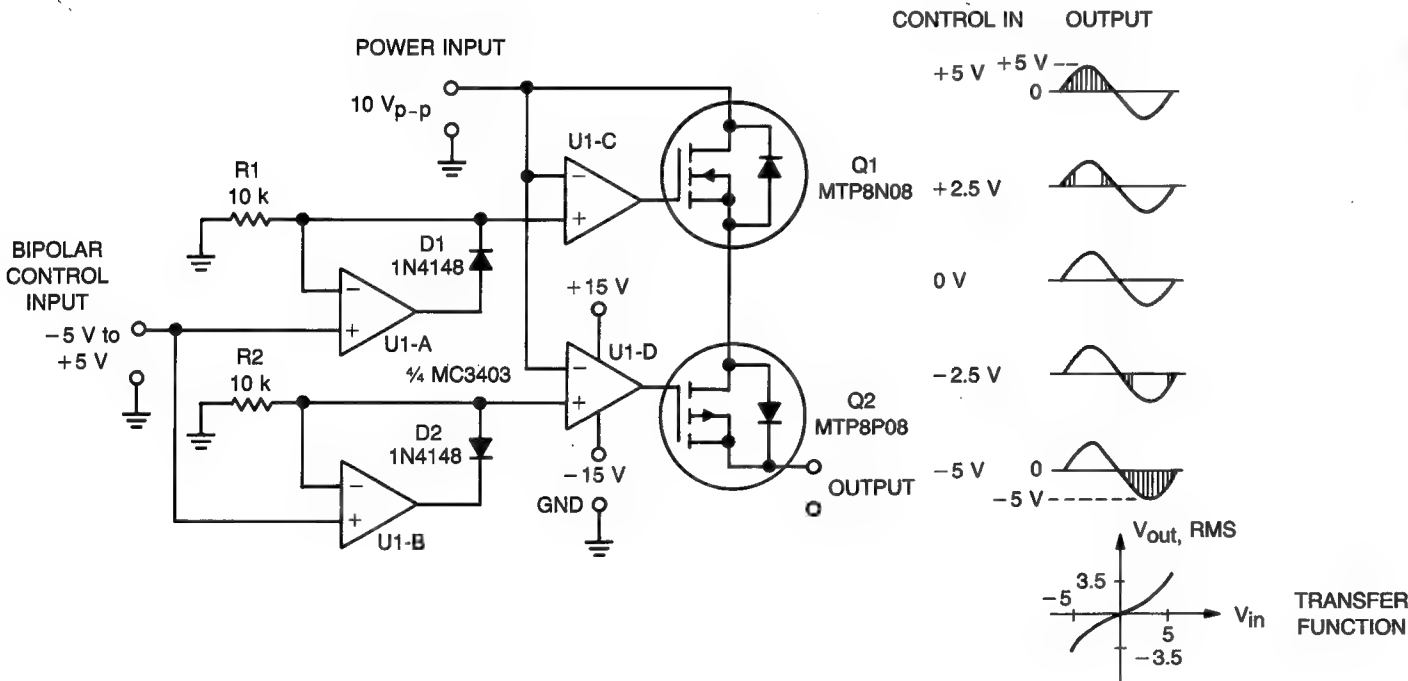 CONTROL IN OUTPUT
POWER INPUT
10 Vp-p
+5 V
+5 V
0
U1-C
Q1
MTP8N08
+2.5 V
R1
10 k
D1
1N4148
BIPOLAR
CONTROL
INPUT
-5 V to
+5 V
U1-A
+15 V
0 V
R2
10 k
4/4 MC3403
U1-D
-2.5 V
Q2
MTP8P08
D2
1N4148
-15 V
GND
OUTPUT
-5 V
0
-5 V
U1-B
Vout, RMS
3.5
-5
Vin
5
-3.5
TRANSFER
FUNCTION